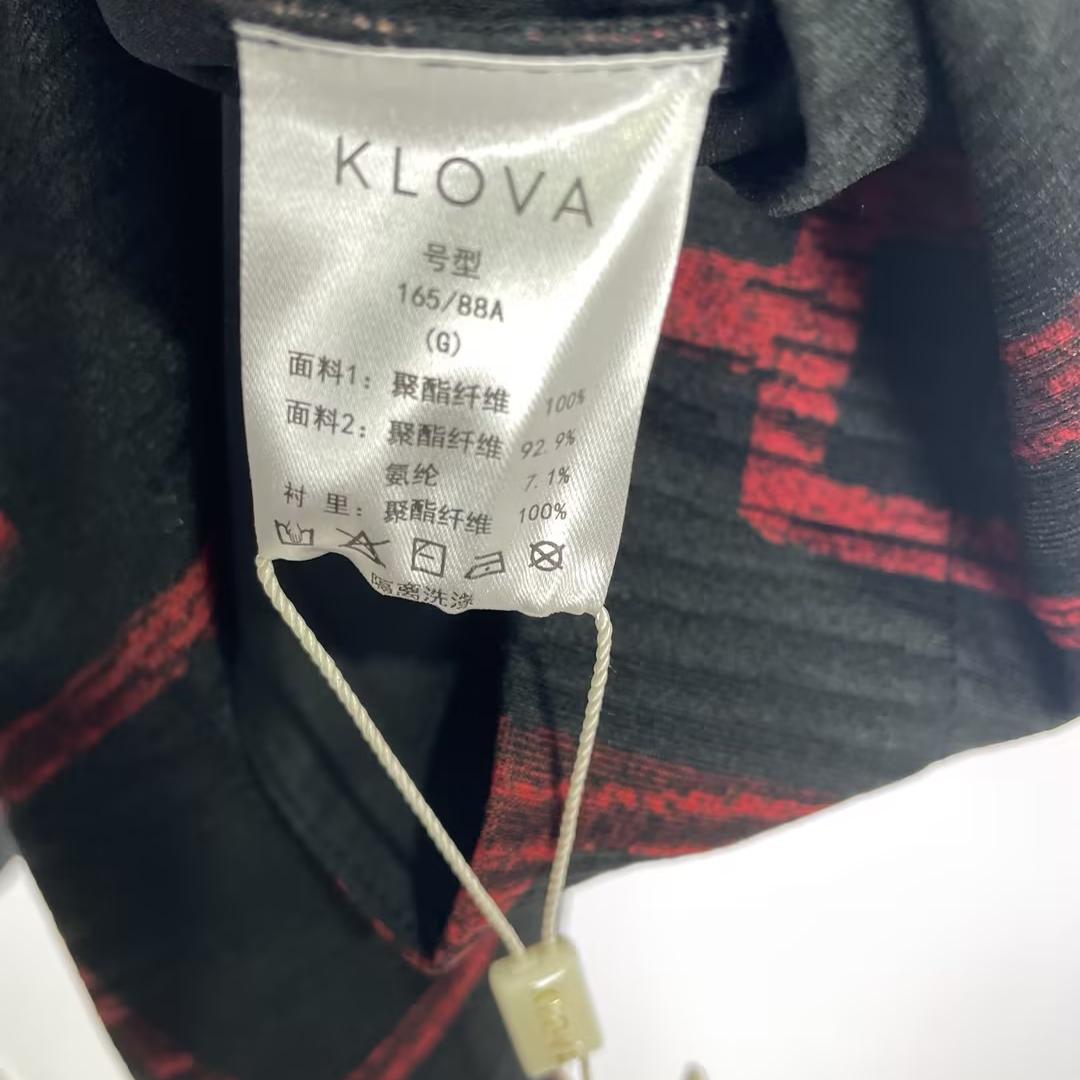 KLOVA
号型
165/88A
(G)
面料1: 聚酯纤维 100%
面料2: 聚酯纤维 92.9%
氨纶 7.1%
衬 里: 聚酯纤维 100%
隔离洗涤
KLOVA